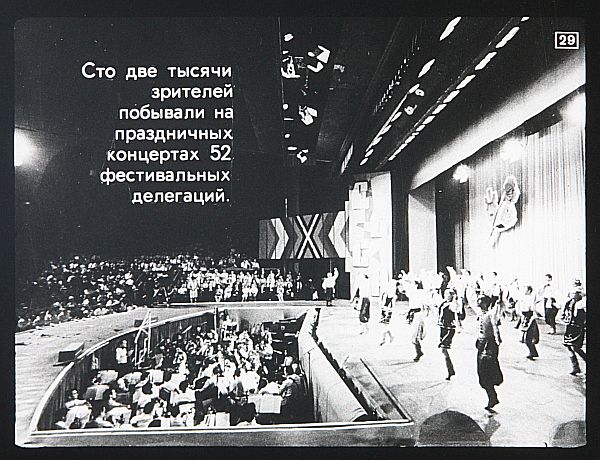 29
Сто две тысячи
зрителей
побывали на
праздничных
концертах 52
фестивальных
делегаций.